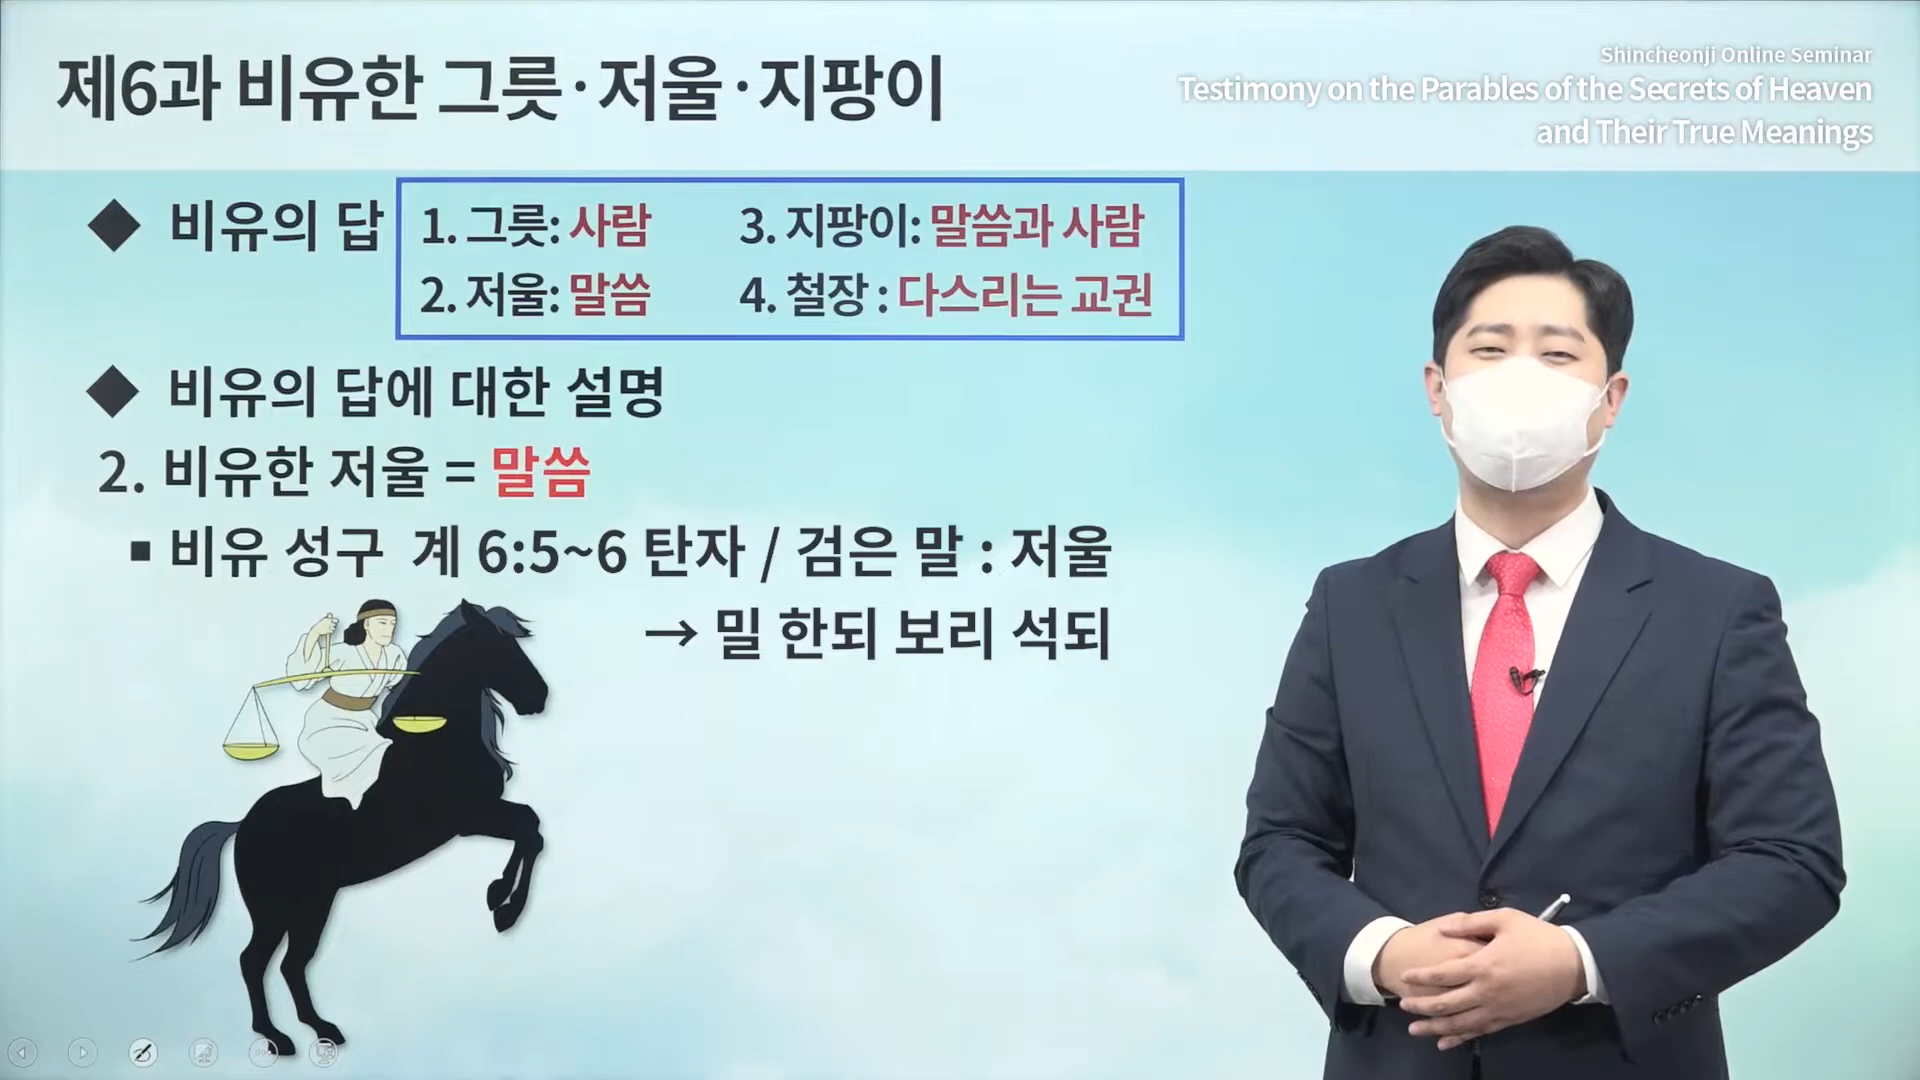 제6과 비유한 그릇·저울·지팡이
Shincheonji Online Seminar
Testimony on the Parables of the Secrets of Heaven
and Their True Meanings
◆ 비유의 답
1. 그릇: 사람
3. 지팡이: 말씀과 사람
2. 저울: 말씀
4. 철장 : 다스리는 교권
◆ 비유의 답에 대한 설명
2. 비유한 저울 = 말씀
▪ 비유 성구 계 6:5~6 탄자 / 검은 말 : 저울
→ 밀 한되 보리 석되